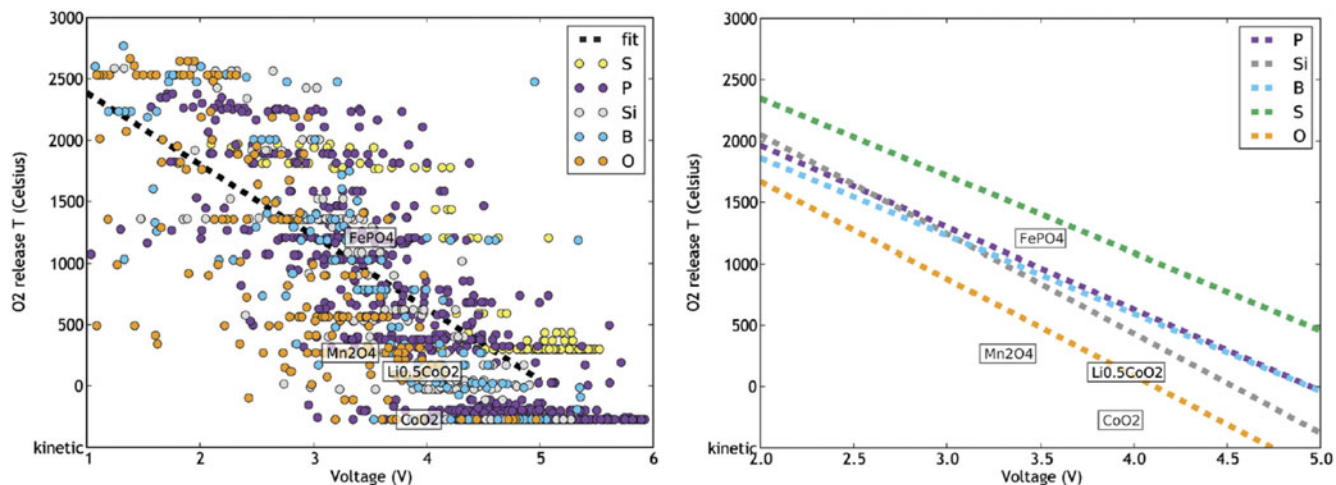 3000
2500
2000
1500
1000
500
0
kinetic
O2 release T (Celsius)
1 2 3 4 5 6
Voltage (V)
fit
S
P
Si
B
O
FePO4
Mn2O4
Li0.5CoO2
CoO2
3000
2500
2000
1500
1000
500
0
kinetic
O2 release T (Celsius)
2.0 2.5 3.0 3.5 4.0 4.5 5.0
Voltage (V)
P
Si
B
S
O
FePO4
Mn2O4
Li0.5CoO2
CoO2